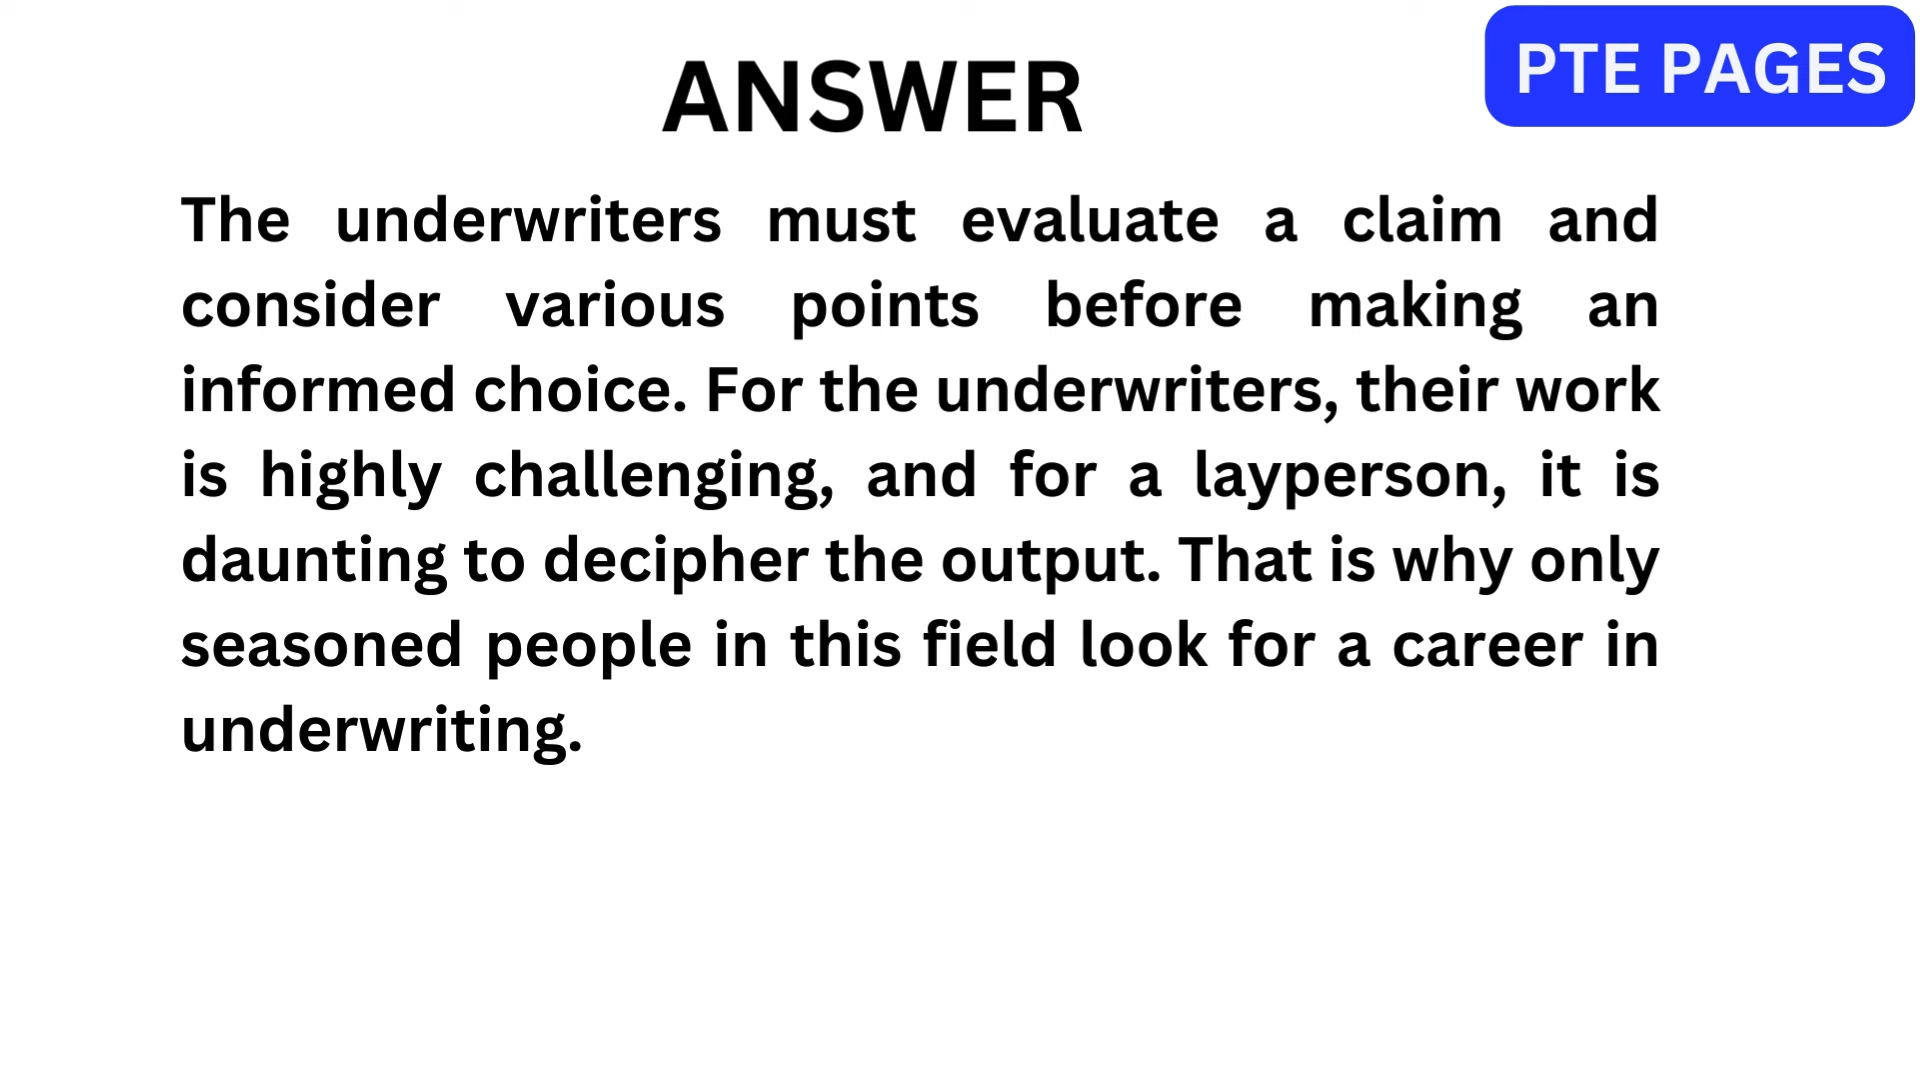 PTE PAGES
ANSWER
The underwriters must evaluate a claim and
consider various points before making an
informed choice. For the underwriters, their work
is highly challenging, and for a layperson, it is
daunting to decipher the output. That is why only
seasoned people in this field look for a career in
underwriting.